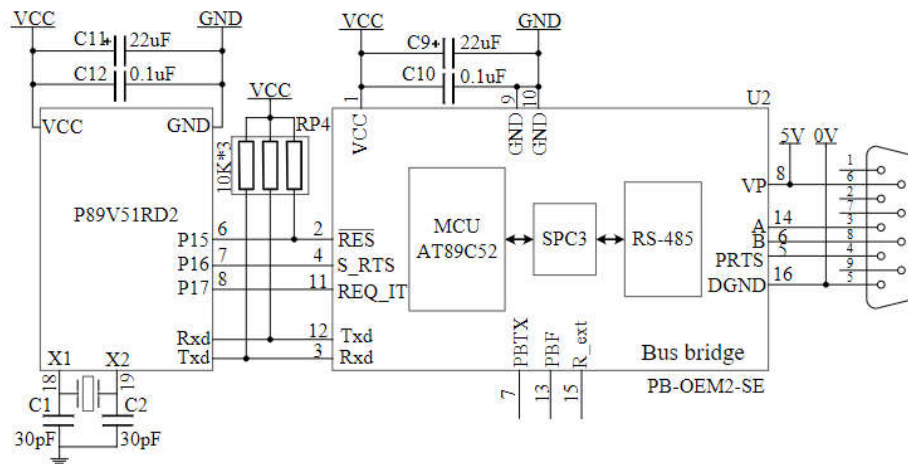 VCC GND VCC GND
C11 + 22uF C9 + 22uF
C12 0.1uF C10 0.1uF
VCC
1 9 10 U2
VCC GND RP4 VCC GND GND 5V 0V
10K*3
1
VP 8 6
2
P89V51RD2 MCU 7
AT89C52 SPC3 RS-485
P15 6 2 RES A 14 3
B 6 8
P16 7 4 S_RTS PRTS 5 4
P17 8 11 REQ_IT 9
DGND 16 5
Rxd 12 Txd
Txd 3 Rxd
X1 X2 PBTX PBF R_ext Bus bridge
18 19 7 13 15 PB-OEM2-SE
C1 C2
30pF 30pF